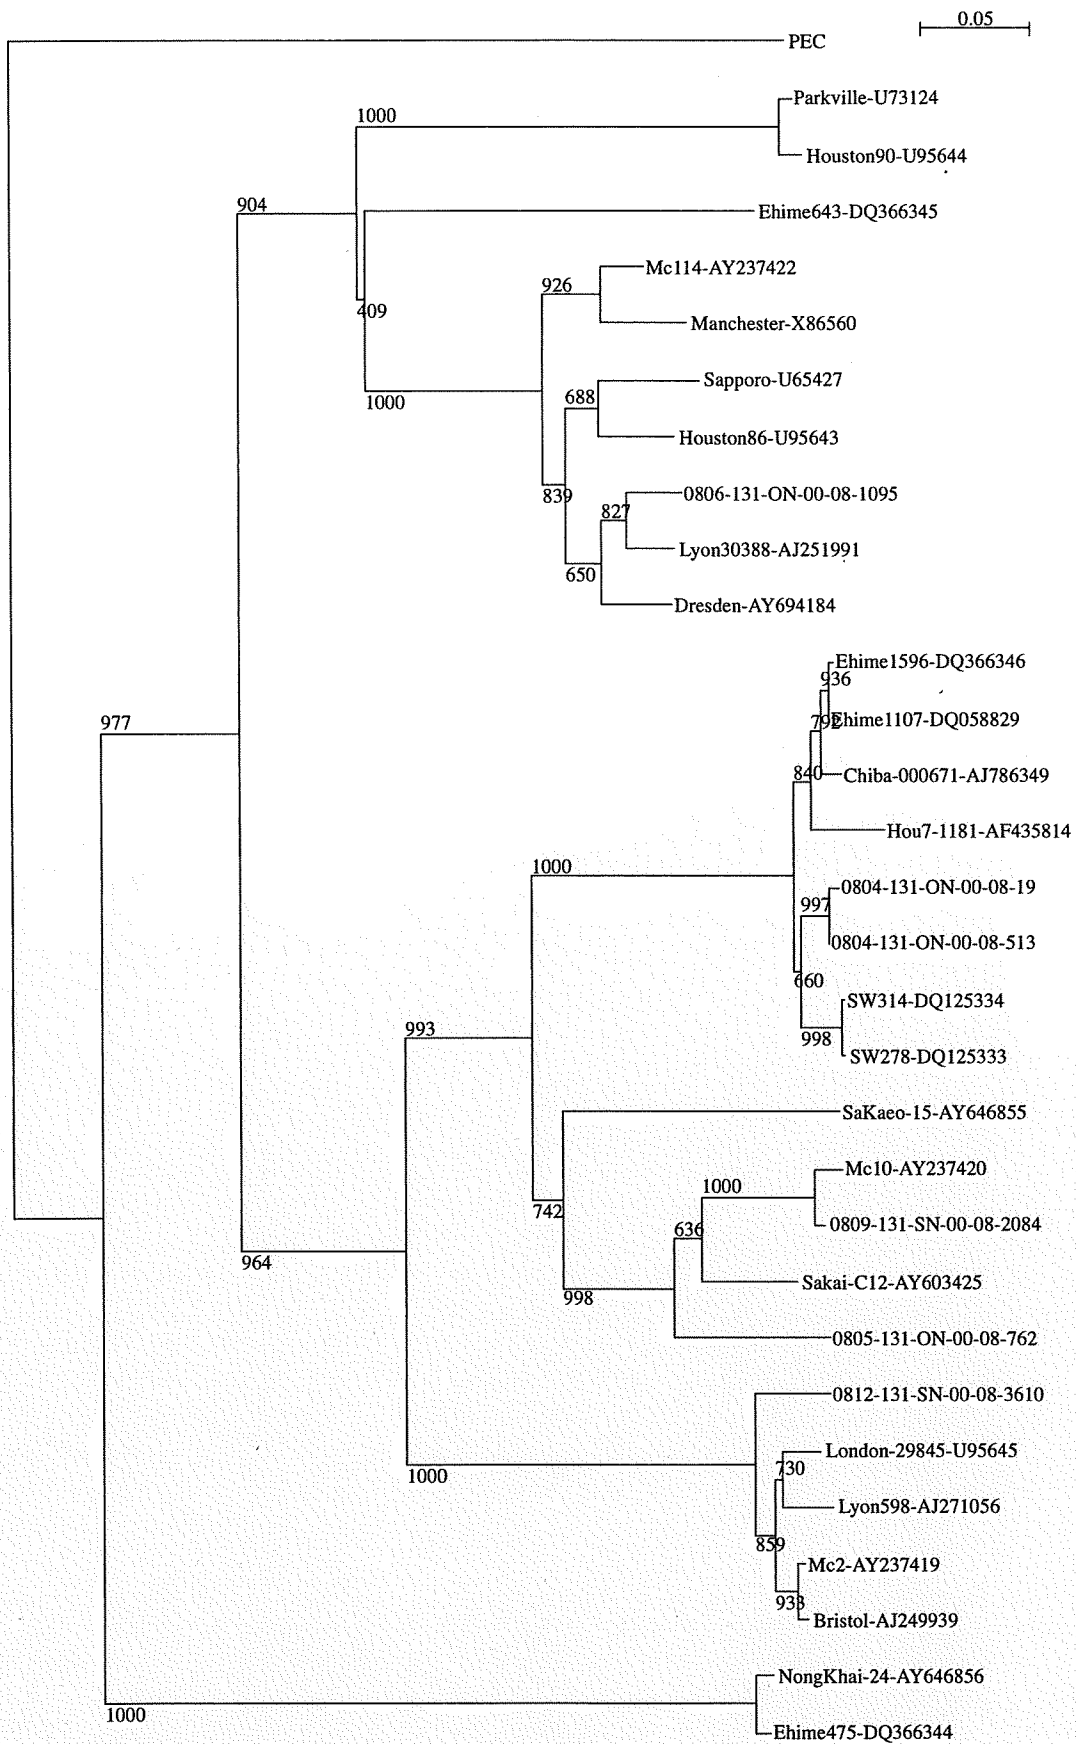 0.05
PEC
Parkville-U73124
1000
Houston90-U95644
904
Ehime643-DQ366345
Mc114-AY237422
926
409
Manchester-X86560
Sapporo-U65427
688
1000
Houston86-U95643
0806-131-ON-00-08-1095
839
827
Lyon30388-AJ251991
650
Dresden-AY694184
Ehime1596-DQ366346
936
977
792
Ehime1107-DQ058829
840
Chiba-000671-AJ786349
Hou7-1181-AF435814
1000
0804-131-ON-00-08-19
997
0804-131-ON-00-08-513
660
SW314-DQ125334
993
998
SW278-DQ125333
SaKaeo-15-AY646855
Mc10-AY237420
1000
742
636
0809-131-SN-00-08-2084
964
Sakai-C12-AY603425
998
0805-131-ON-00-08-762
0812-131-SN-00-08-3610
London-29845-U95645
730
1000
Lyon598-AJ271056
859
Mc2-AY237419
933
Bristol-AJ249939
NongKhai-24-AY646856
1000
Ehime475-DQ366344